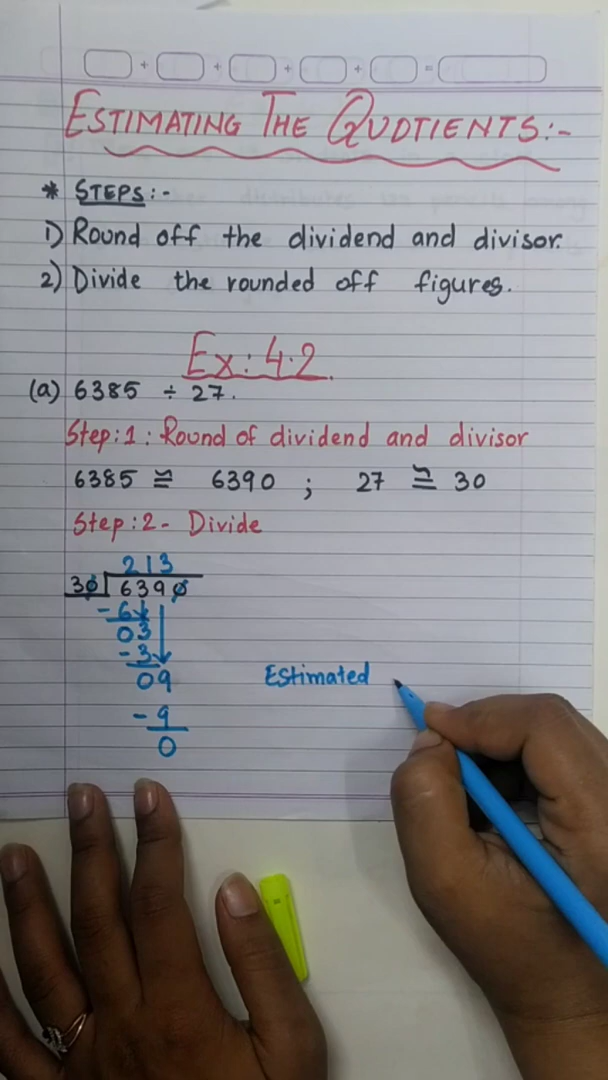 + + + + =
ESTIMATING THE QUOTIENTS:-
* STEPS:-
1) Round off the dividend and divisor.
2) Divide the rounded off figures.
Ex: 4.2
(a) 6385 ÷ 27.
Step:1: Round of dividend and divisor
6385 ≅ 6390 ; 27 ≅ 30
Step:2- Divide
213
30 6390
-6
03
-3
09
Estimated
-9
0